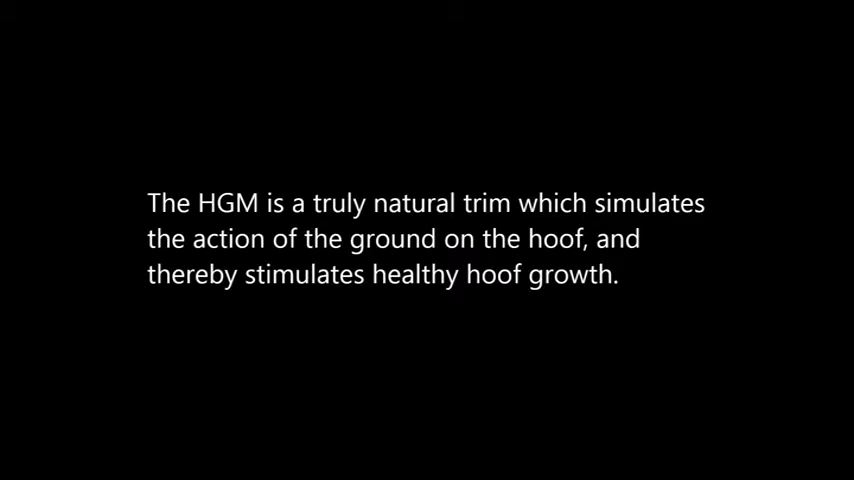 The HGM is a truly natural trim which simulates
the action of the ground on the hoof, and
thereby stimulates healthy hoof growth.